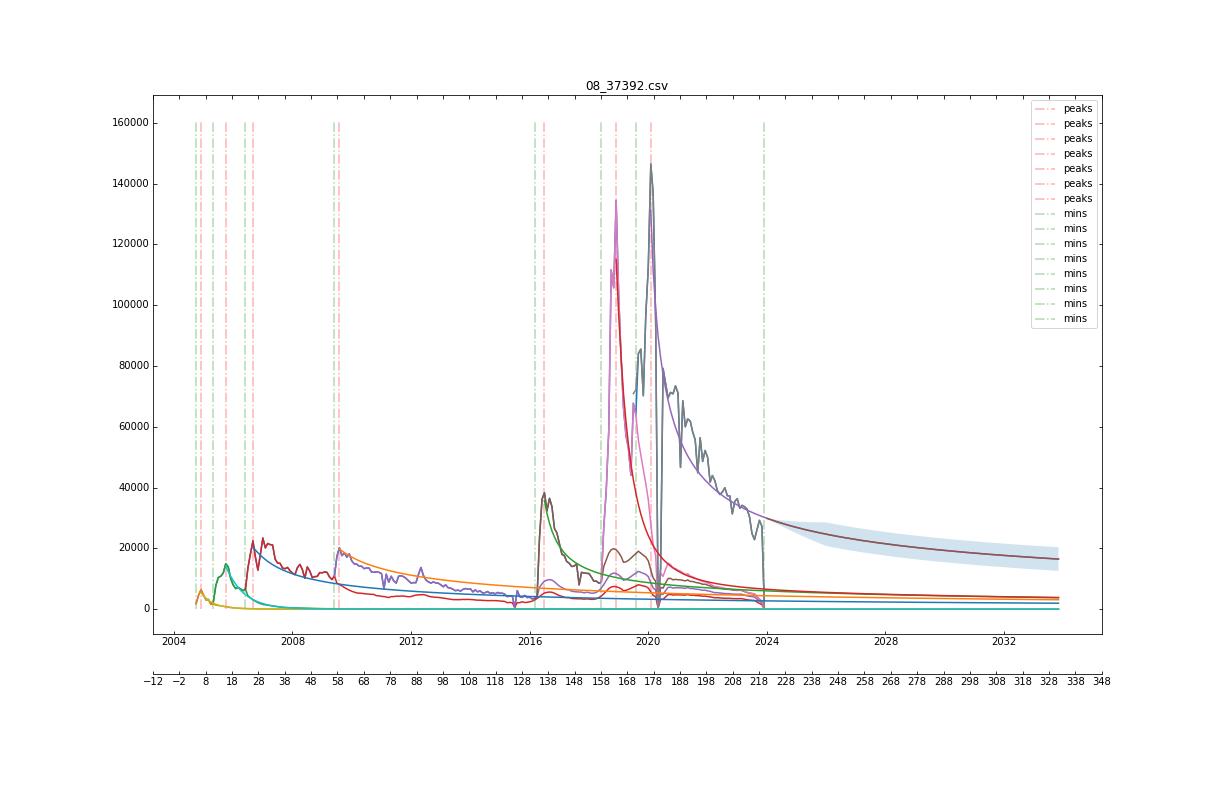 08_37392.csv
peaks
peaks
peaks
peaks
peaks
peaks
peaks
mins
mins
mins
mins
mins
mins
mins
mins
160000
140000
120000
100000
80000
60000
40000
20000
0
2004 2008 2012 2016 2020 2024 2028 2032
−12 −2 8 18 28 38 48 58 68 78 88 98 108 118 128 138 148 158 168 178 188 198 208 218 228 238 248 258 268 278 288 298 308 318 328 338 348